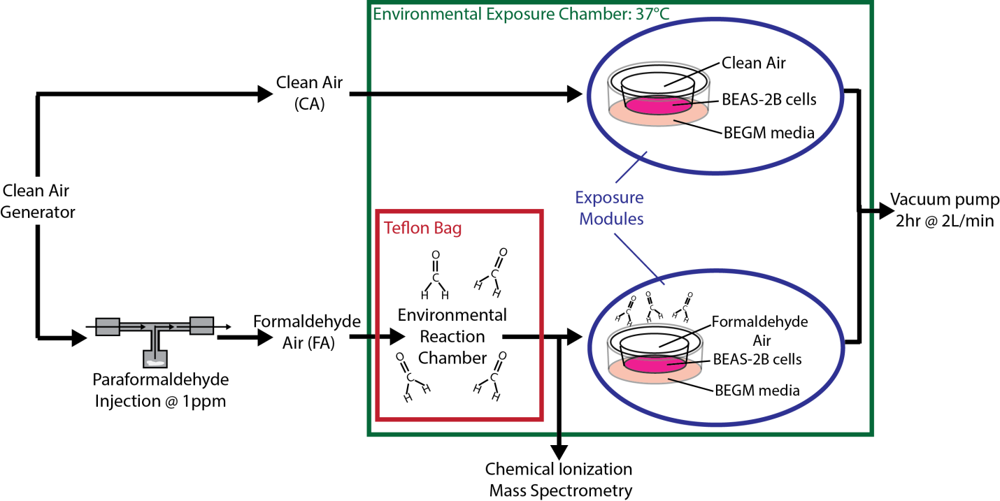 Environmental Exposure Chamber: 37°C
Clean Air
(CA)
Clean Air
BEAS-2B cells
BEGM media
Clean Air
Generator
Exposure
Modules
Vacuum pump
2hr @ 2L/min
Teflon Bag
O
C
H H
O
C
H
H
Environmental
Reaction
Chamber
O
C
H
H
O
C
H
H
Formaldehyde
Air (FA)
Paraformaldehyde
Injection @ 1ppm
O
C
H
H
O
C
H
H
O
C
H
H
Formaldehyde
Air
BEAS-2B cells
BEGM media
Chemical Ionization
Mass Spectrometry